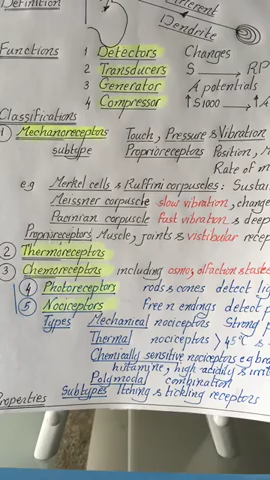 Definition
Afferent
Dendrite
Functions 1 Detectors Changes
2 Transducers S → RP
3 Generator A potentials
4 Compressor ↑S1000 → ↑A
Classifications
① Mechanoreceptors Touch, Pressure & Vibration
subtype Proprioreceptors Position, M
Rate of m
e.g Merkel cells & Ruffini corpuscles: Susta
Meissner corpuscle slow vibration, change
Pacnian corpuscle Fast vibration & deep
Proprioreceptors Muscle, joints & vistibular recep
② Thermoreceptors
③ Chemoreceptors including osmo, olfaction & taste
④ Photoreceptors rods & cones detect lig
⑤ Nociceptors Free n endings detect p
Types Mechanical nociceptors Strong
Thermal nociceptors > 45°c
Chemically sensitive nociceptors eg bra
histamine, high acidity & irrit
Polymodal combination
Subtypes Itching & tickling receptors
Properties